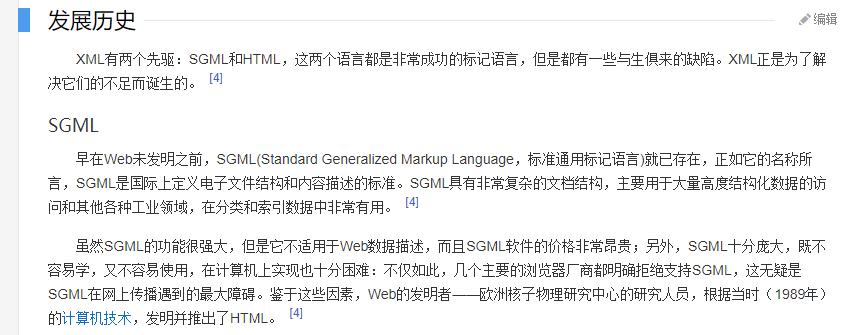 发展历史
编辑
XML有两个先驱：SGML和HTML，这两个语言都是非常成功的标记语言，但是都有一些与生俱来的缺陷。XML正是为了解
决它们的不足而诞生的。 [4]
SGML
早在Web未发明之前，SGML(Standard Generalized Markup Language，标准通用标记语言)就已存在，正如它的名称所
言，SGML是国际上定义电子文件结构和内容描述的标准。SGML具有非常复杂的文档结构，主要用于大量高度结构化数据的访
问和其他各种工业领域，在分类和索引数据中非常有用。 [4]
虽然SGML的功能很强大，但是它不适用于Web数据描述，而且SGML软件的价格非常昂贵；另外，SGML十分庞大，既不
容易学，又不容易使用，在计算机上实现也十分困难：不仅如此，几个主要的浏览器厂商都明确拒绝支持SGML，这无疑是
SGML在网上传播遇到的最大障碍。鉴于这些因素，Web的发明者——欧洲核子物理研究中心的研究人员，根据当时（1989年）
的计算机技术，发明并推出了HTML。 [4]